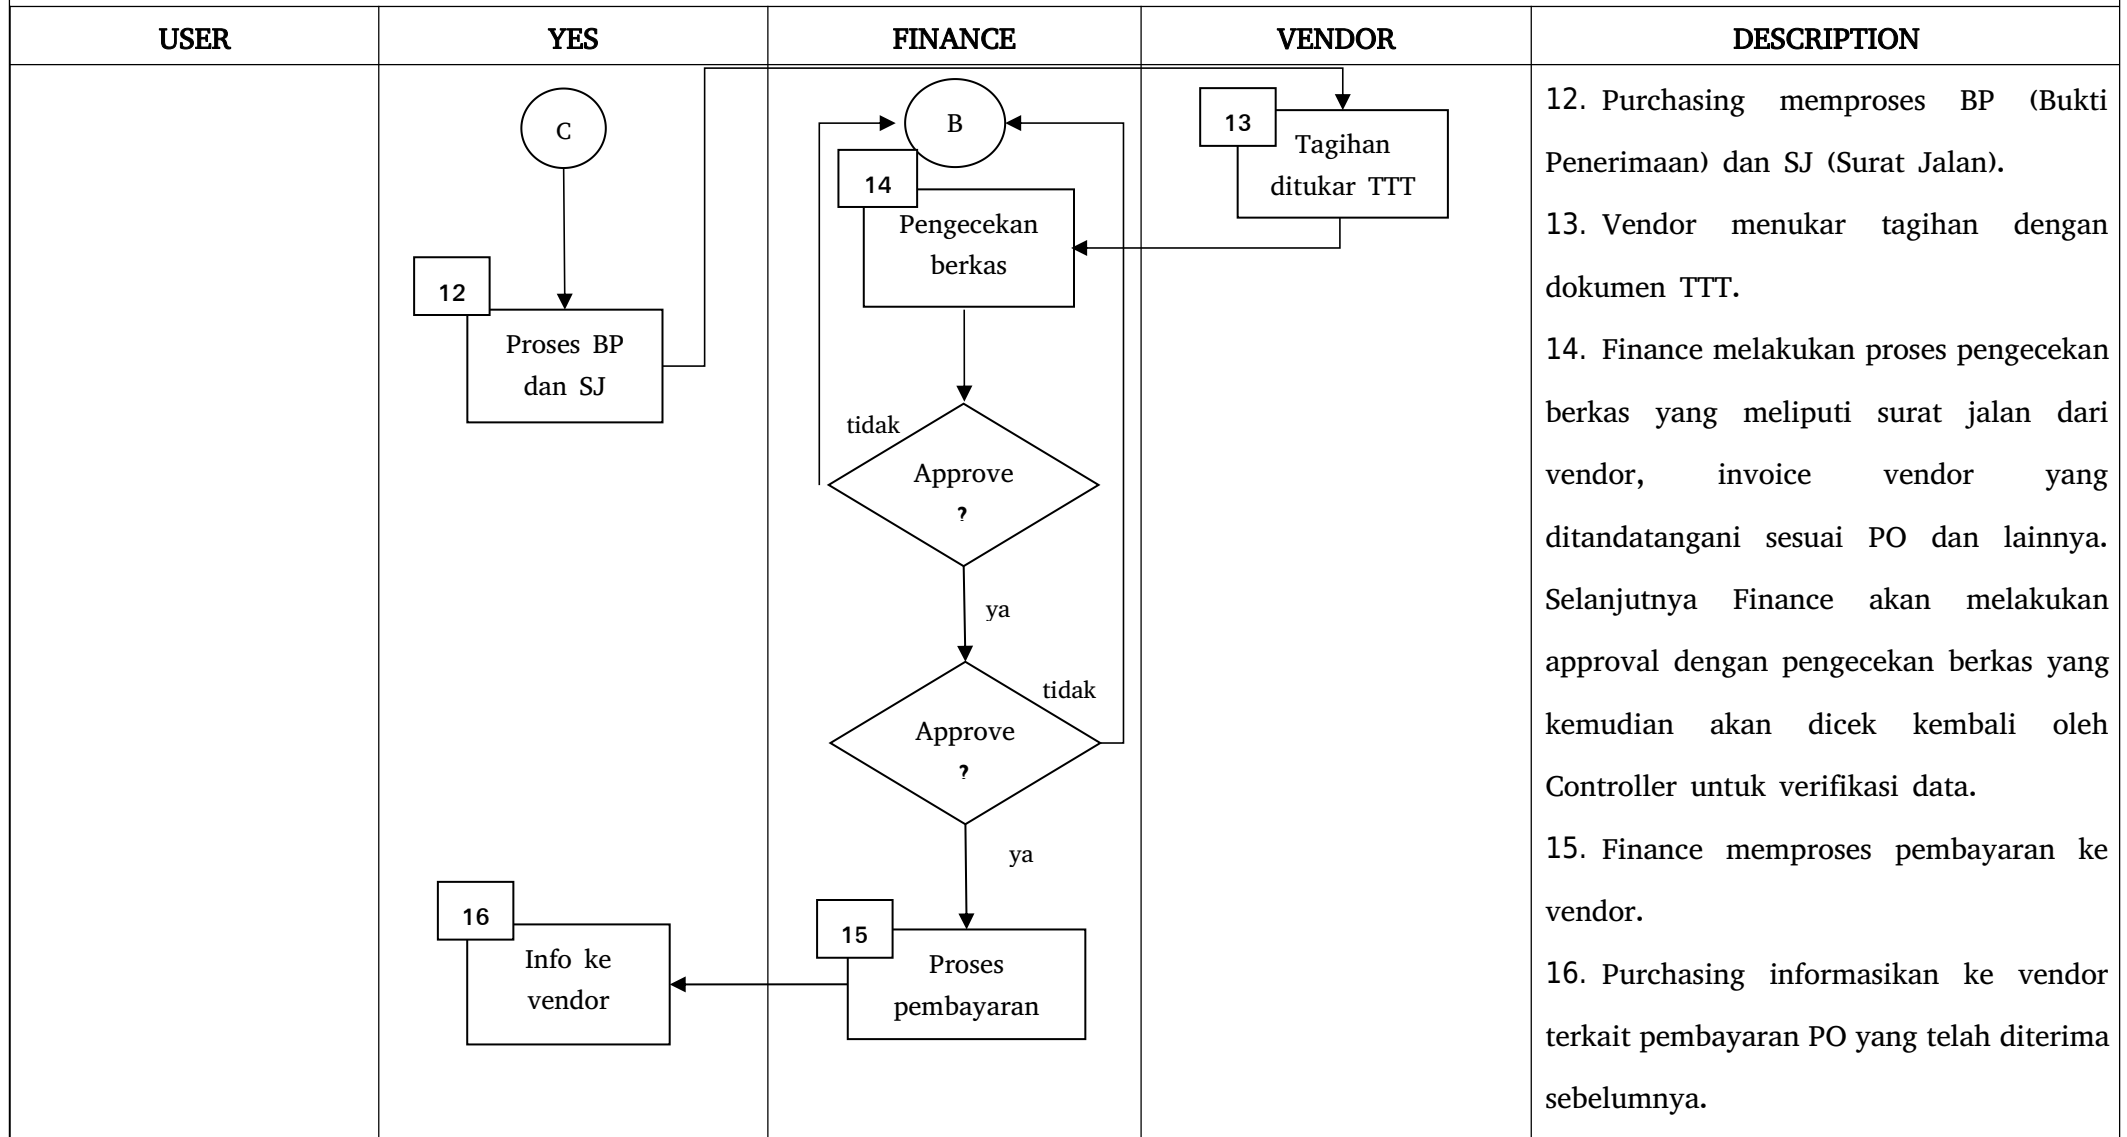 USER
YES
FINANCE
VENDOR
DESCRIPTION
C
12
Proses BP
dan SJ
16
Info ke
vendor
B
14
Pengecekan
berkas
tidak
Approve
?
ya
tidak
Approve
?
ya
15
Proses
pembayaran
13
Tagihan
ditukar TTT
12. Purchasing memproses BP (Bukti
Penerimaan) dan SJ (Surat Jalan).
13. Vendor menukar tagihan dengan
dokumen TTT.
14. Finance melakukan proses pengecekan
berkas yang meliputi surat jalan dari
vendor, invoice vendor yang
ditandatangani sesuai PO dan lainnya.
Selanjutnya Finance akan melakukan
approval dengan pengecekan berkas yang
kemudian akan dicek kembali oleh
Controller untuk verifikasi data.
15. Finance memproses pembayaran ke
vendor.
16. Purchasing informasikan ke vendor
terkait pembayaran PO yang telah diterima
sebelumnya.